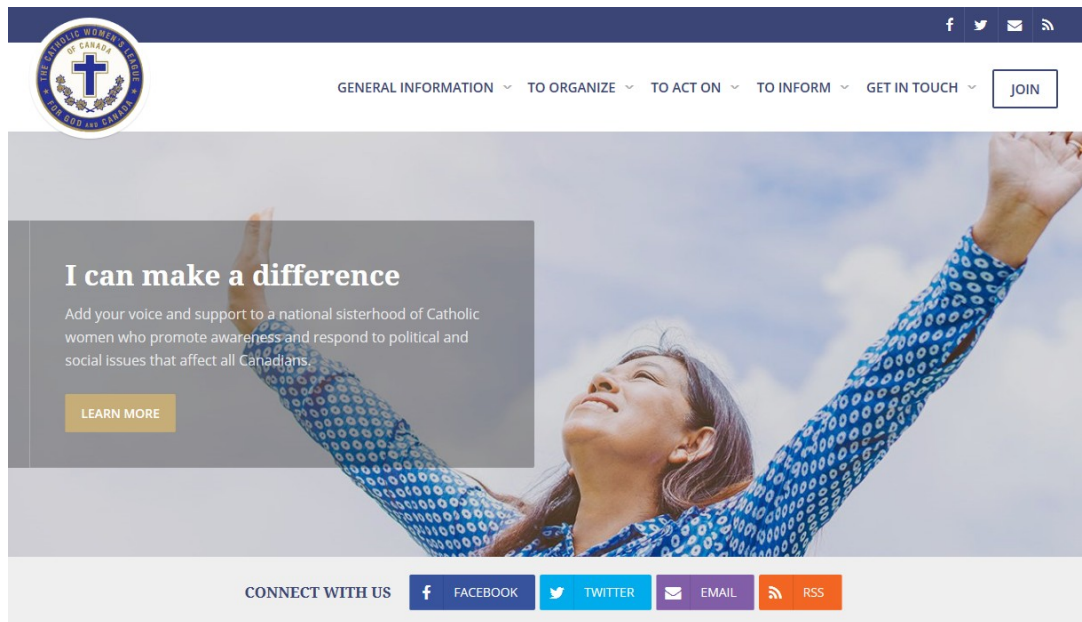 THE CATHOLIC WOMEN'S LEAGUE
OF CANADA
FOR GOD AND CANADA
GENERAL INFORMATION
TO ORGANIZE
TO ACT ON
TO INFORM
GET IN TOUCH
JOIN
I can make a difference
Add your voice and support to a national sisterhood of Catholic
women who promote awareness and respond to political and
social issues that affect all Canadians.
LEARN MORE
CONNECT WITH US
FACEBOOK
TWITTER
EMAIL
RSS